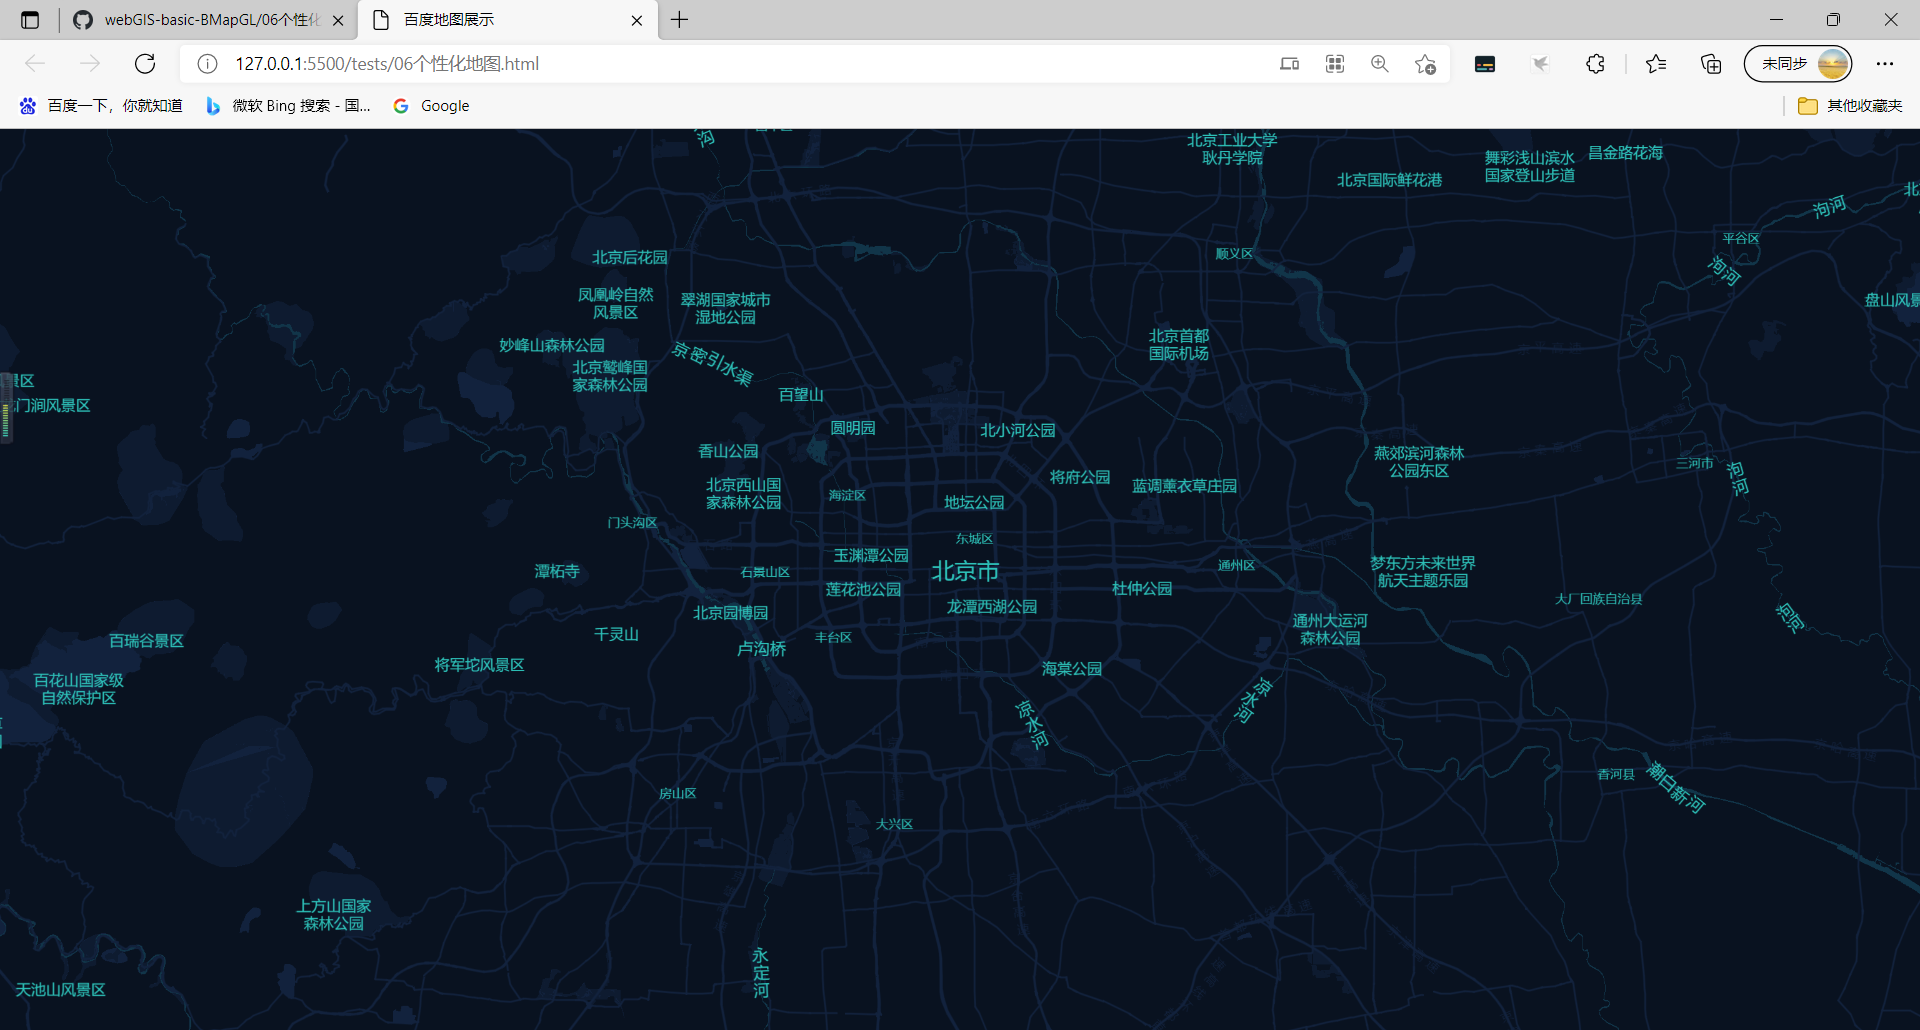 webGIS-basic-BMapGL/06个性化
百度地图展示
127.0.0.1:5500/tests/06个性化地图.html
未同步
百度一下，你就知道
微软 Bing 搜索 - 国...
Google
其他收藏夹
沟
北京工业大学
耿丹学院
北京国际鲜花港
舞彩浅山滨水
国家登山步道
昌金路花海
北
泃河
平谷区
泃河
顺义区
盘山风景
北京后花园
凤凰岭自然
风景区
翠湖国家城市
湿地公园
北京首都
国际机场
妙峰山森林公园
京密引水渠
北京鹫峰国
家森林公园
景区
门涧风景区
百望山
圆明园
北小河公园
香山公园
燕郊滨河森林
公园东区
三河市
泃河
将府公园
蓝调薰衣草庄园
北京西山国
家森林公园
海淀区
地坛公园
门头沟区
东城区
玉渊潭公园
北京市
潭柘寺
石景山区
通州区
梦东方未来世界
航天主题乐园
莲花池公园
杜仲公园
大厂回族自治县
龙潭西湖公园
北京园博园
通州大运河
森林公园
泃河
千灵山
丰台区
百瑞谷景区
卢沟桥
将军坨风景区
海棠公园
百花山国家级
自然保护区
凉水河
凉水河
香河县
潮白新河
房山区
大兴区
上方山国家
森林公园
永定河
天池山风景区